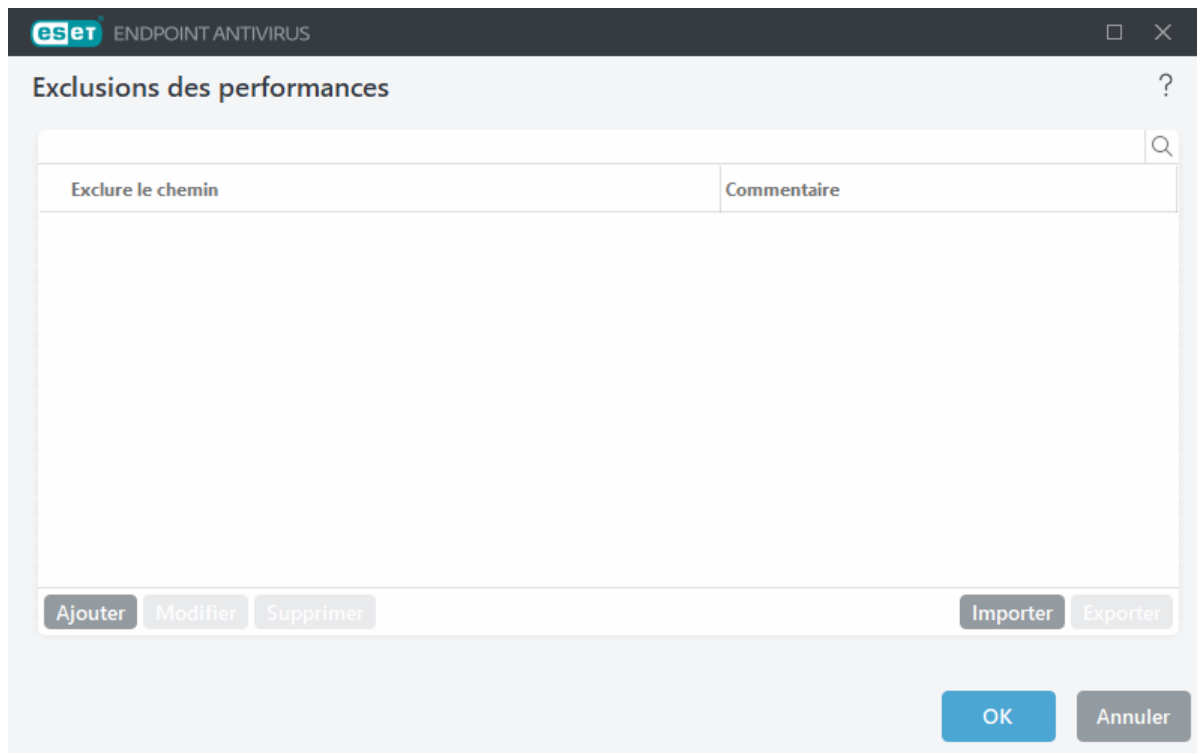 eset ENDPOINT ANTIVIRUS
Exclusions des performances
?
Exclure le chemin Commentaire
Ajouter Modifier Supprimer Importer Exporter
OK Annuler